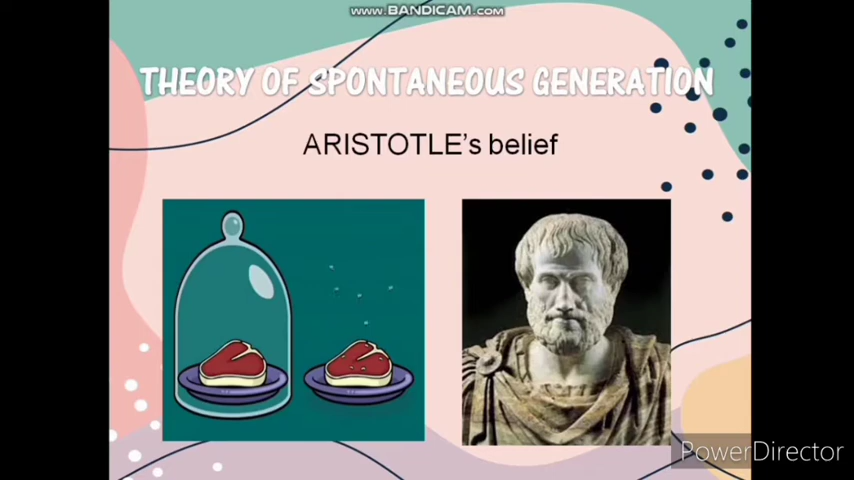 www.BANDICAM.com
THEORY OF SPONTANEOUS GENERATION
ARISTOTLE's belief
PowerDirector